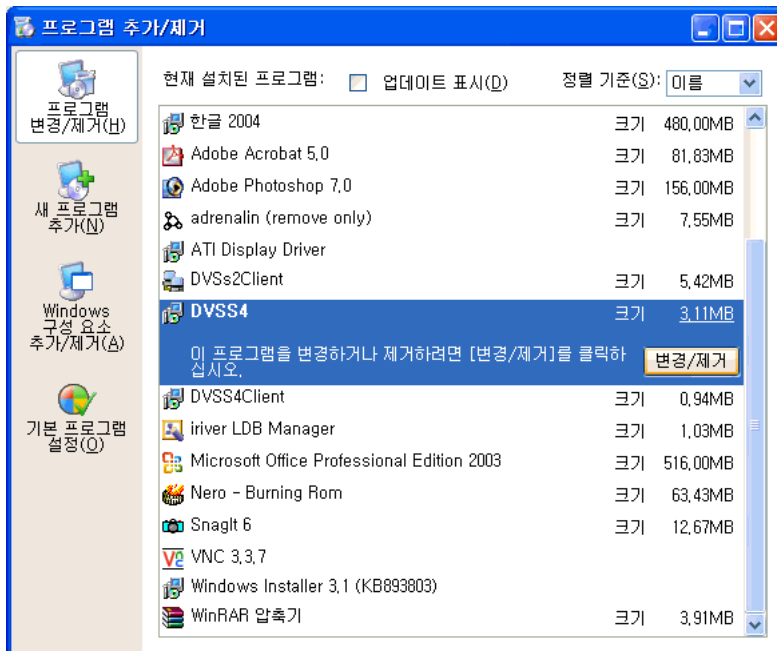 프로그램 추가/제거
프로그램
변경/제거(H)
새 프로그램
추가(N)
Windows
구성 요소
추가/제거(A)
기본 프로그램
설정(O)
현재 설치된 프로그램: 업데이트 표시(D) 정렬 기준(S): 이름
한글 2004 크기 480,00MB
Adobe Acrobat 5,0 크기 81,83MB
Adobe Photoshop 7,0 크기 156,00MB
adrenalin (remove only) 크기 7,55MB
ATI Display Driver
DVSs2Client 크기 5,42MB
DVSS4 크기 3,11MB
이 프로그램을 변경하거나 제거하려면 [변경/제거]를 클릭하
십시오, 변경/제거
DVSS4Client 크기 0,94MB
iriver LDB Manager 크기 1,03MB
Microsoft Office Professional Edition 2003 크기 516,00MB
Nero - Burning Rom 크기 63,43MB
SnagIt 6 크기 12,67MB
VNC 3,3,7
Windows Installer 3,1 (KB893803)
WinRAR 압축기 크기 3,91MB